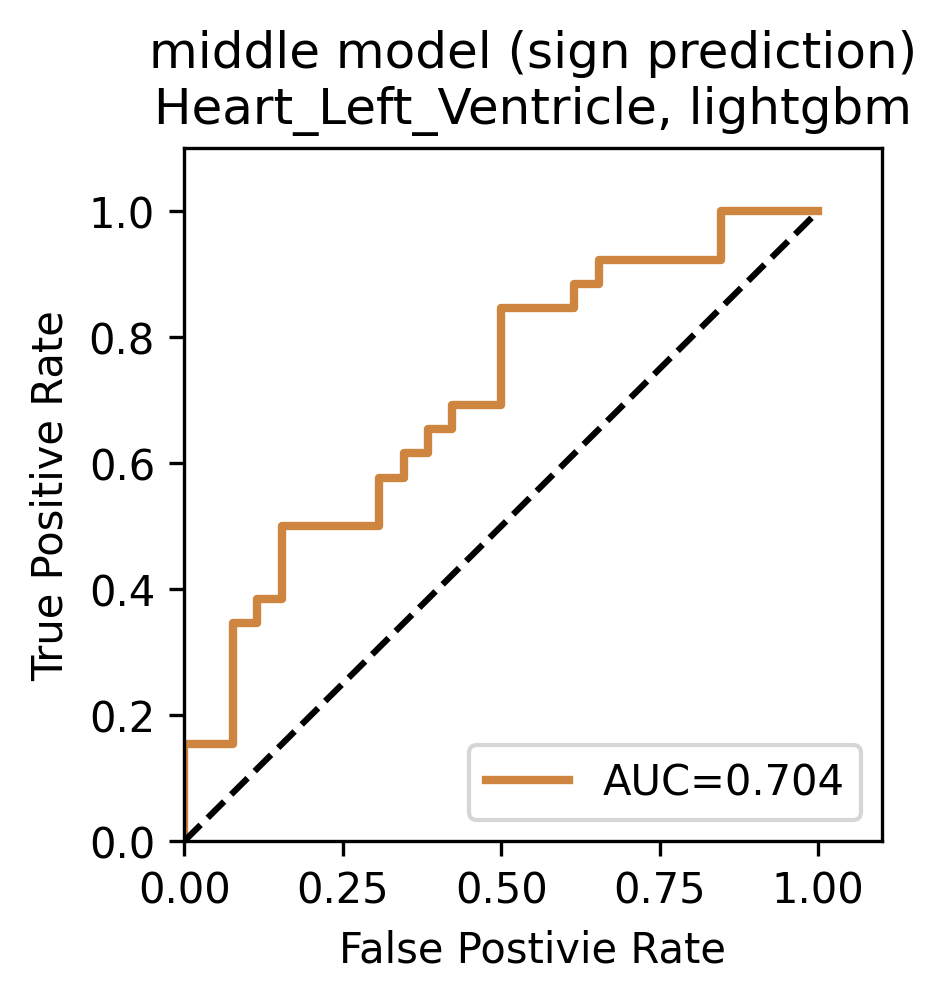 middle model (sign prediction)
Heart_Left_Ventricle, lightgbm
True Positive Rate
1.0
0.8
0.6
0.4
0.2
0.0
AUC=0.704
0.00 0.25 0.50 0.75 1.00
False Postivie Rate